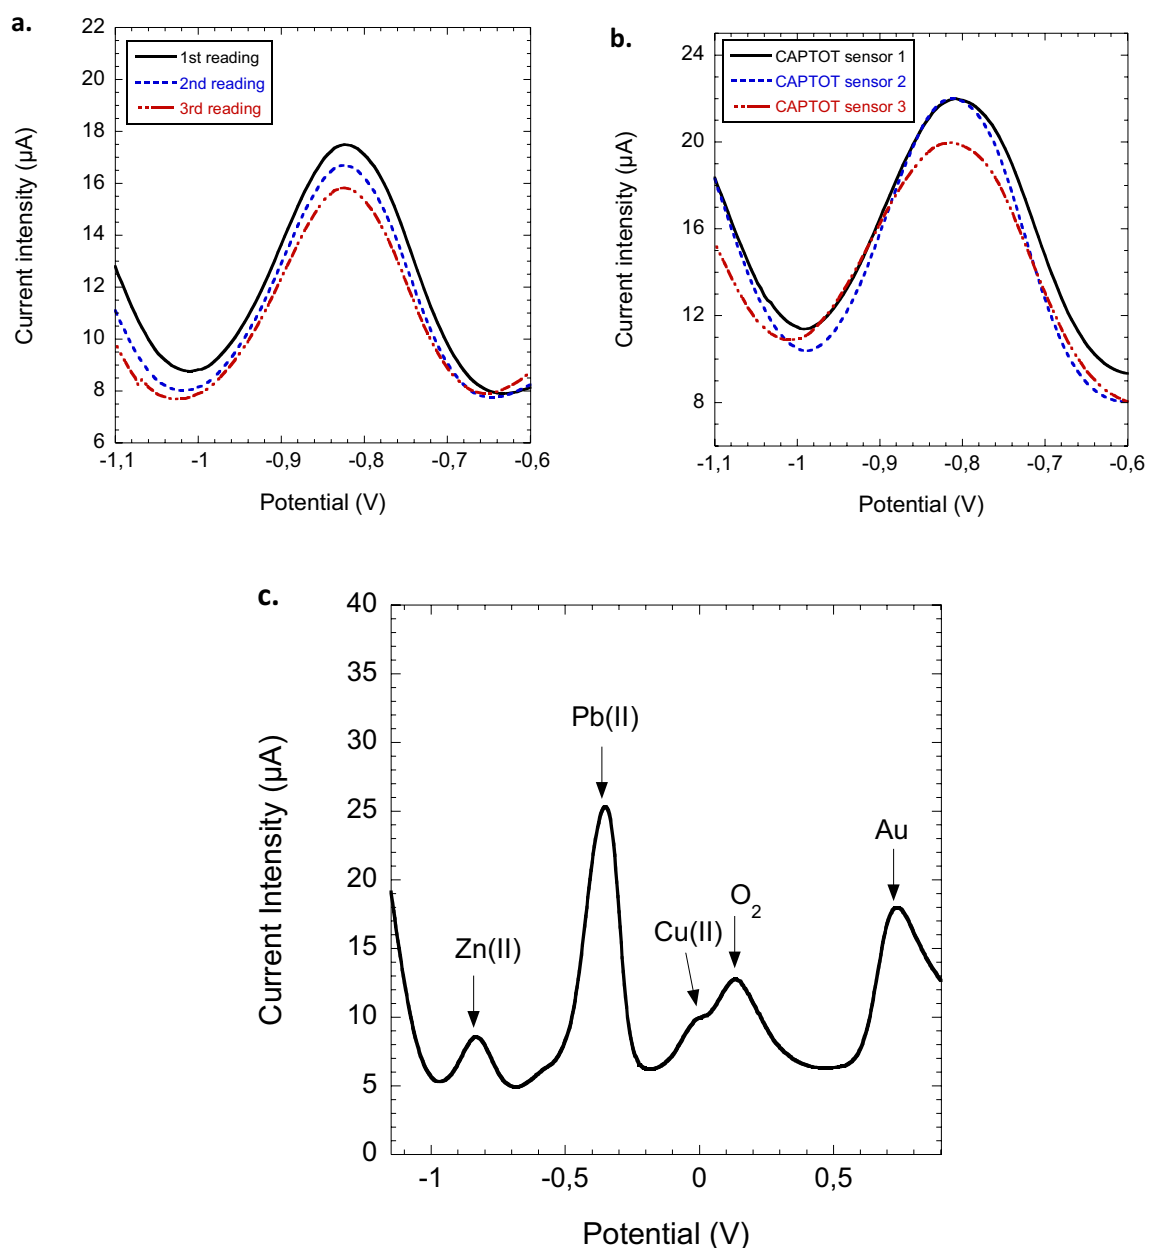 a.
22
20
18
16
14
12
10
8
6
Current intensity (µA)
1st reading
2nd reading
3rd reading
-1,1
-1
-0,9
-0,8
-0,7
-0,6
Potential (V)
b.
24
20
16
12
8
Current intensity (µA)
CAPTOT sensor 1
CAPTOT sensor 2
CAPTOT sensor 3
-1,1
-1
-0,9
-0,8
-0,7
-0,6
Potential (V)
c.
40
35
30
25
20
15
10
5
0
Current Intensity (µA)
Zn(II)
Pb(II)
Cu(II)
O2
Au
-1
-0,5
0
0,5
Potential (V)